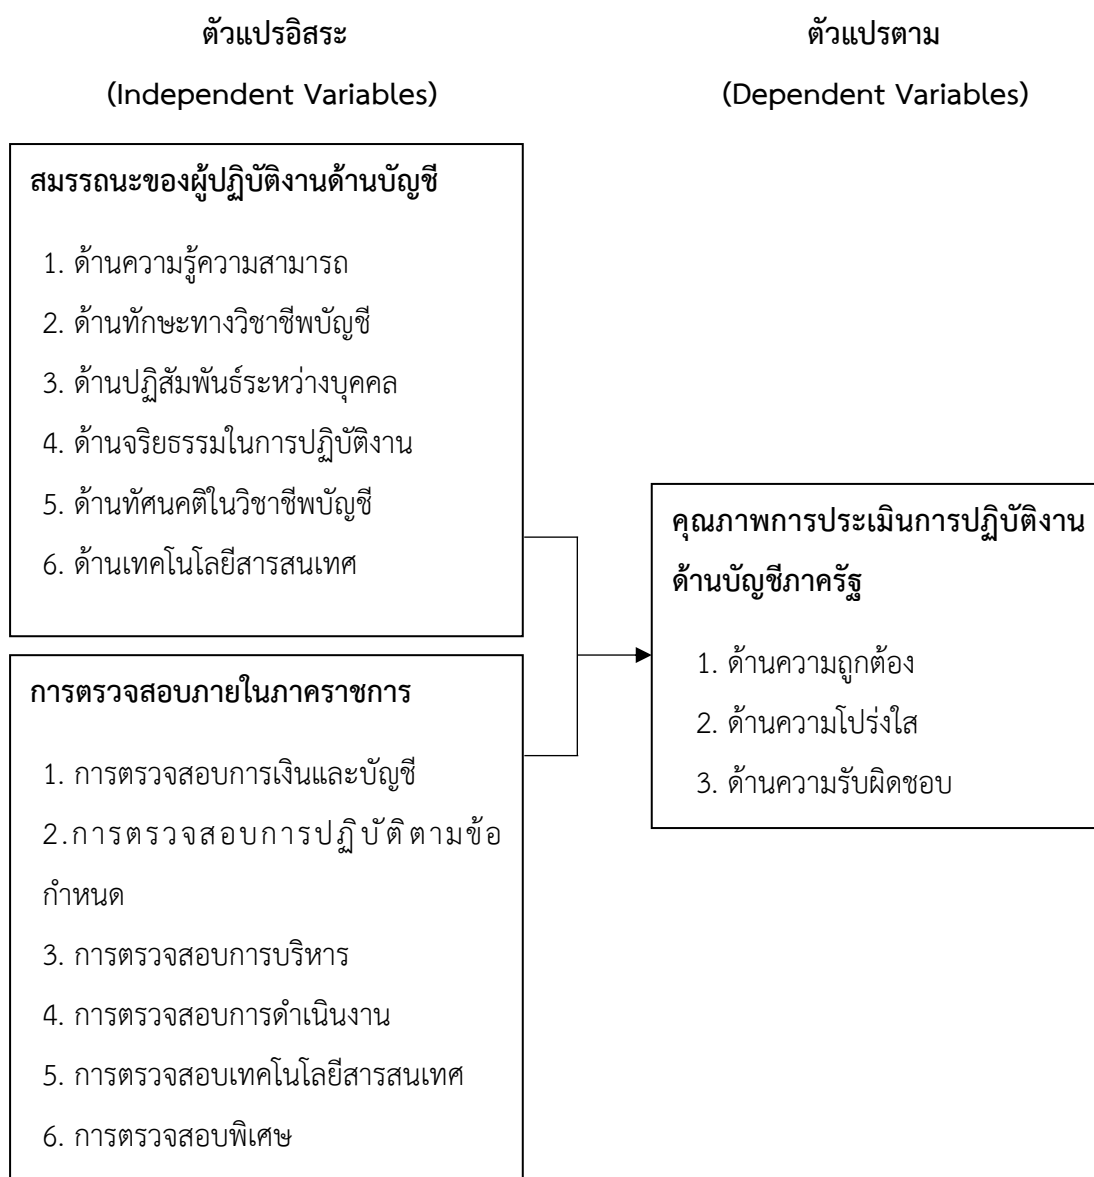 ตัวแปรอิสระ
(Independent Variables)
ตัวแปรตาม
(Dependent Variables)
สมรรถนะของผู้ปฏิบัติงานด้านบัญชี
1. ด้านความรู้ความสามารถ
2. ด้านทักษะทางวิชาชีพบัญชี
3. ด้านปฏิสัมพันธ์ระหว่างบุคคล
4. ด้านจริยธรรมในการปฏิบัติงาน
5. ด้านทัศนคติในวิชาชีพบัญชี
6. ด้านเทคโนโลยีสารสนเทศ
การตรวจสอบภายในภาคราชการ
1. การตรวจสอบการเงินและบัญชี
2.การตรวจสอบการปฏิบัติตามข้อ
กำหนด
3. การตรวจสอบการบริหาร
4. การตรวจสอบการดำเนินงาน
5. การตรวจสอบเทคโนโลยีสารสนเทศ
6. การตรวจสอบพิเศษ
คุณภาพการประเมินการปฏิบัติงาน
ด้านบัญชีภาครัฐ
1. ด้านความถูกต้อง
2. ด้านความโปร่งใส
3. ด้านความรับผิดชอบ